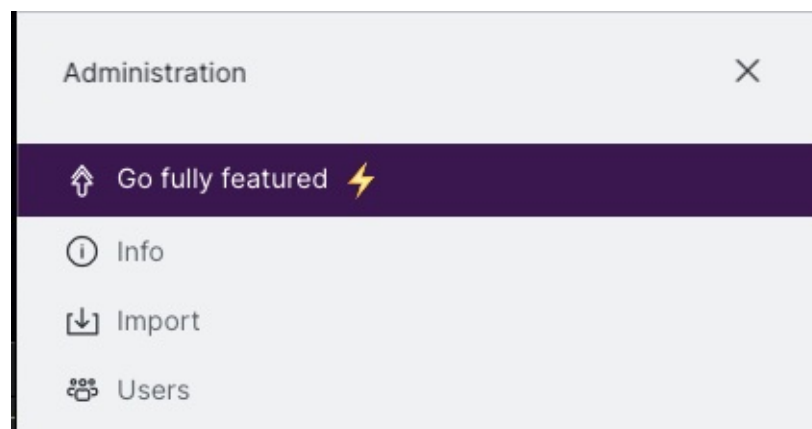 Administration
Go fully featured ⚡
Info
Import
Users